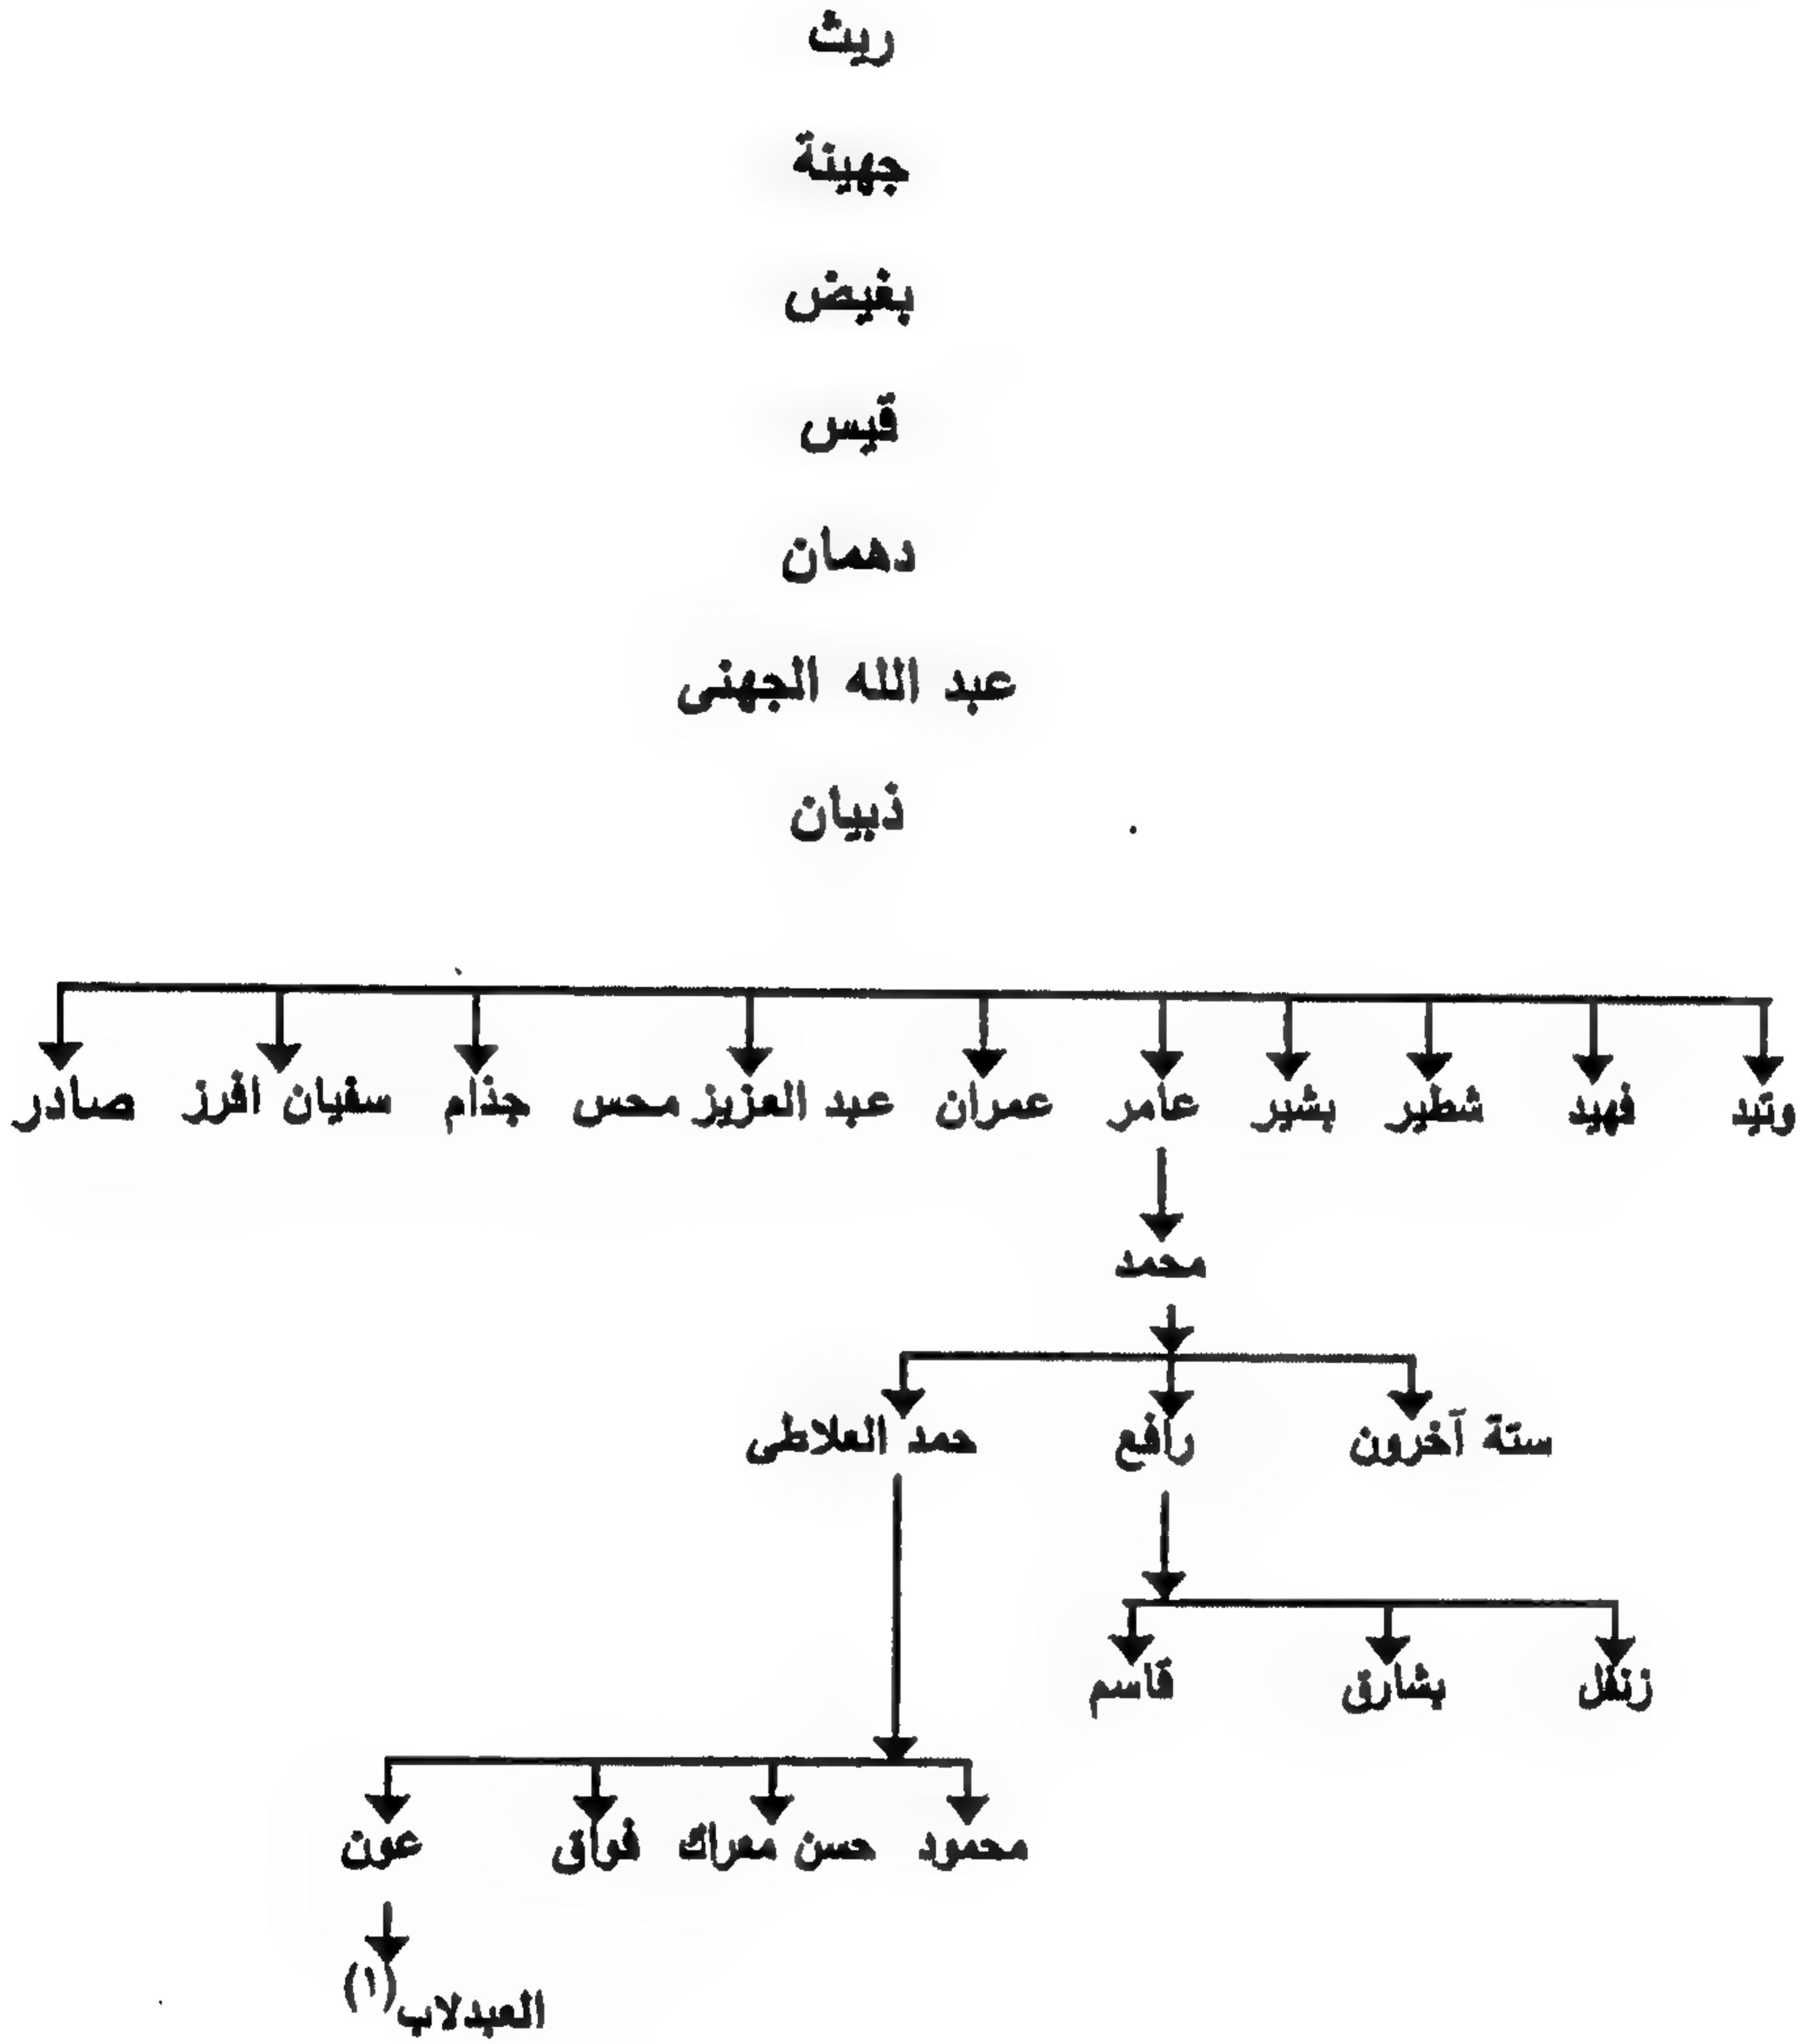 ريث
جهينة
بغيض
قيس
دهمان
عبد الله الجهنى
ذبيان
وتيد فهيد شطير بشير عامر عمران عبد العزيز محس جذام سفيان افرز صادر
محمد
ستة آخرون رافع حمد العلاطى
زنقل بشارق قاسم
محمود حسن معراك فواق عون
العبدلاب(١)